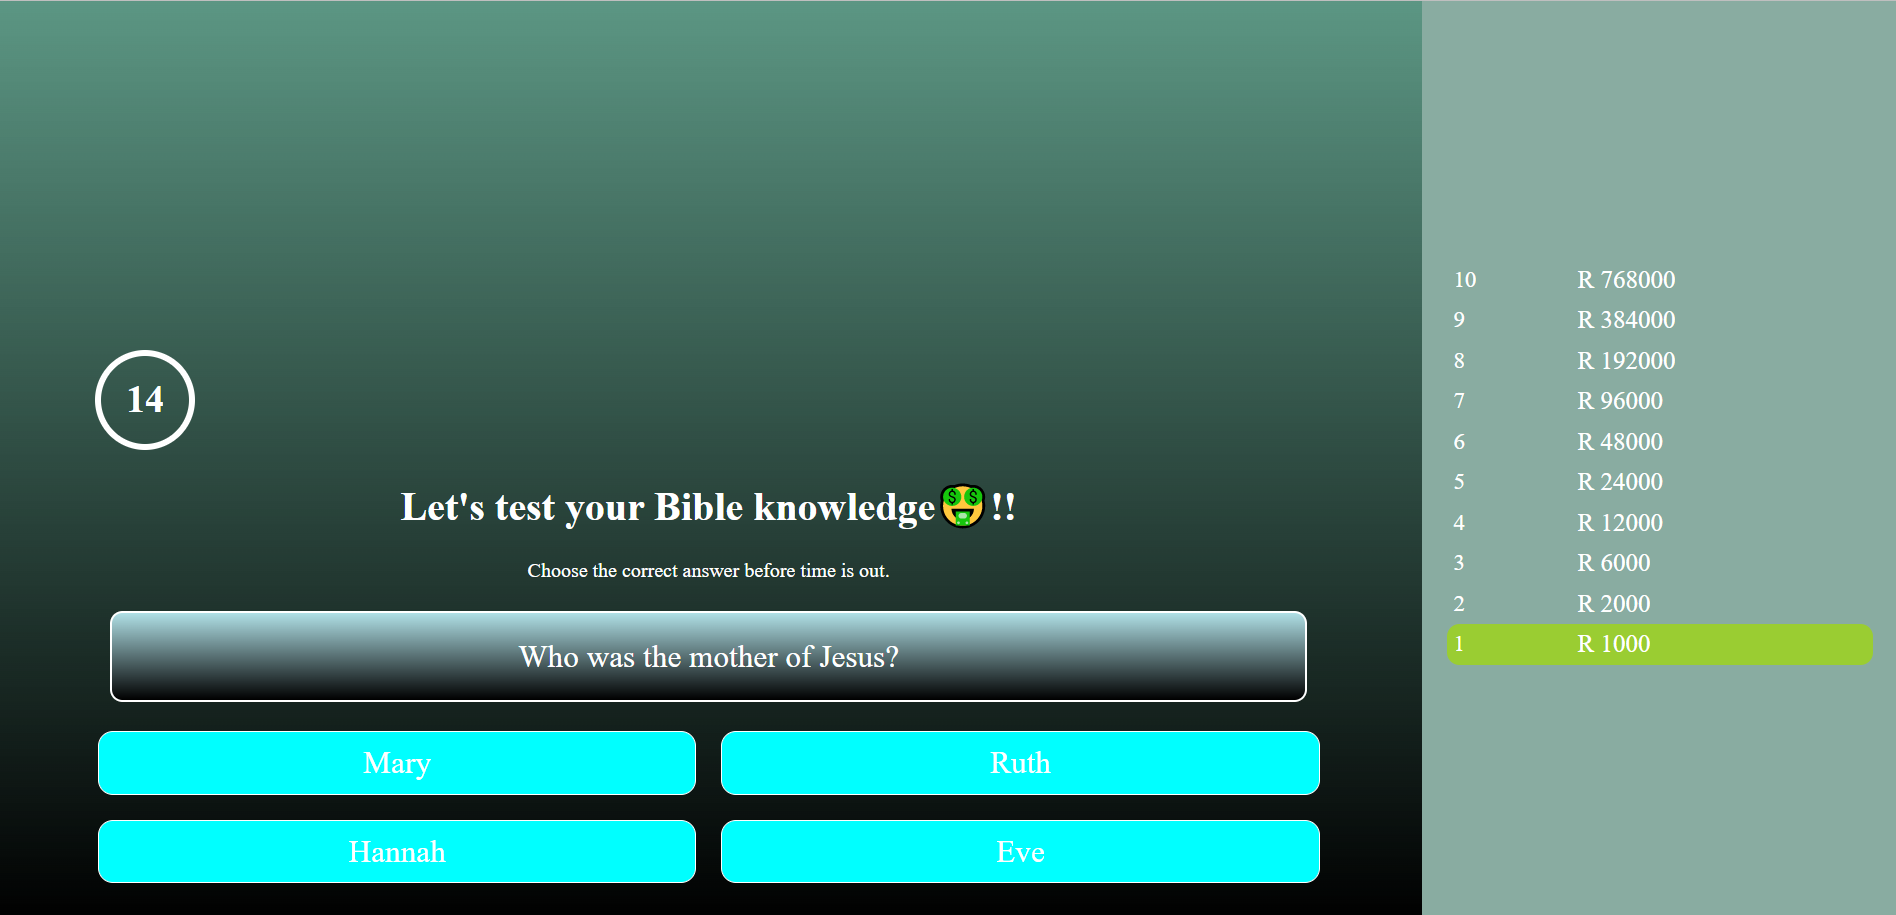 14
Let's test your Bible knowledge🤑!!
Choose the correct answer before time is out.
Who was the mother of Jesus?
Mary
Ruth
Hannah
Eve
10 R 768000
9 R 384000
8 R 192000
7 R 96000
6 R 48000
5 R 24000
4 R 12000
3 R 6000
2 R 2000
1 R 1000